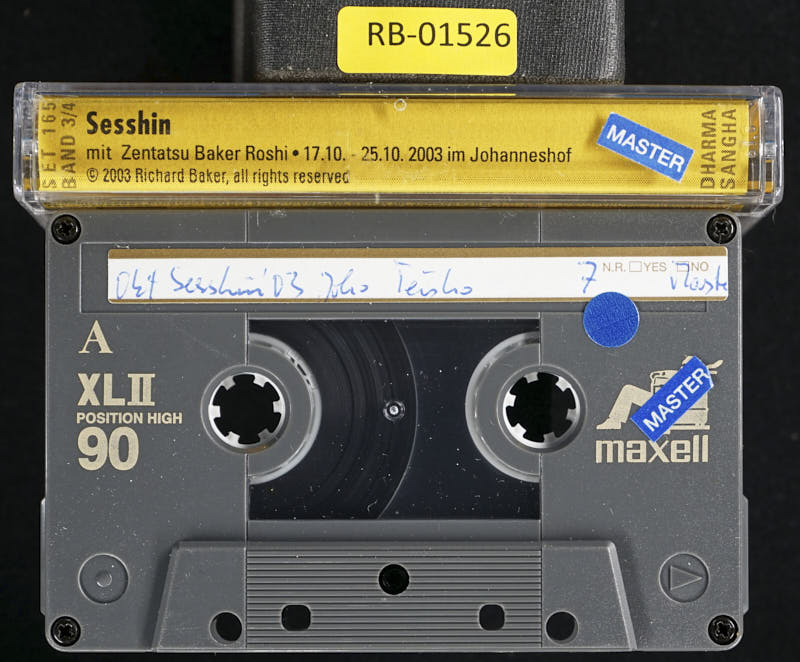 RB-01526
SET 165
BAND 3/4
Sesshin
mit Zentatsu Baker Roshi • 17.10. - 25.10. 2003 im Johanneshof
© 2003 Richard Baker, all rights reserved
MASTER
DHARMA
SANGHA
Okt Sesshin '03 Joho Teisho 7
N.R. YES NO
A
XLII
POSITION HIGH
90
MASTER
maxell